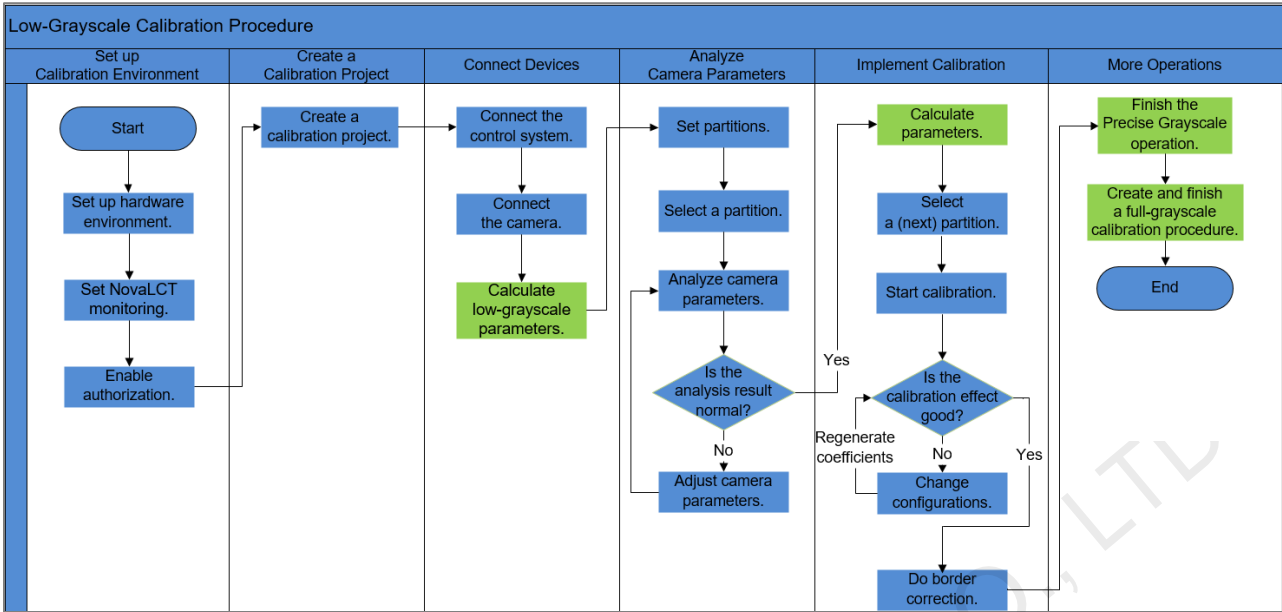 Low-Grayscale Calibration Procedure
Set up
Calibration Environment
Create a
Calibration Project
Connect Devices
Analyze
Camera Parameters
Implement Calibration
More Operations
Start
Set up hardware
environment.
Set NovaLCT
monitoring.
Enable
authorization.
Create a
calibration project.
Connect the
control system.
Connect
the camera.
Calculate
low-grayscale
parameters.
Set partitions.
Select a partition.
Analyze camera
parameters.
Is the
analysis result
normal?
Yes
No
Adjust camera
parameters.
Calculate
parameters.
Select
a (next) partition.
Start calibration.
Is the
calibration effect
good?
Regenerate
coefficients
No
Yes
Change
configurations.
Do border
correction.
Finish the
Precise Grayscale
operation.
Create and finish
a full-grayscale
calibration procedure.
End
O., LTD